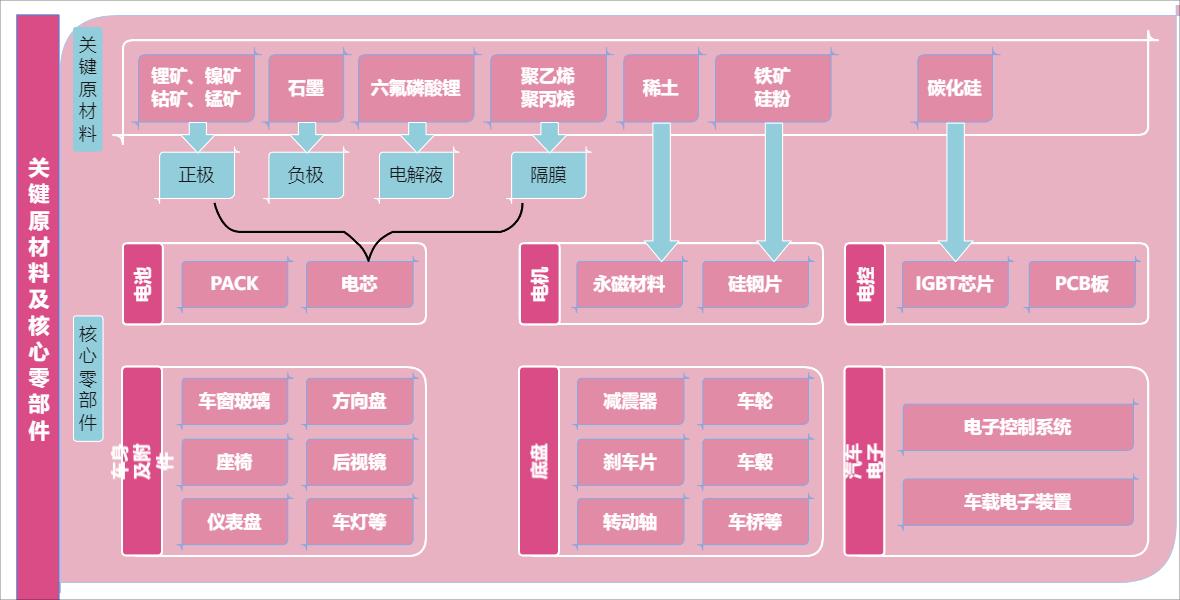 关键原材料及核心零部件
关键原材料
锂矿、镍矿
钴矿、锰矿
石墨
六氟磷酸锂
聚乙烯
聚丙烯
稀土
铁矿
硅粉
碳化硅
正极
负极
电解液
隔膜
核心零部件
电池
PACK
电芯
电机
永磁材料
硅钢片
电控
IGBT芯片
PCB板
车身
及附
件
车窗玻璃
方向盘
座椅
后视镜
仪表盘
车灯等
底盘
减震器
车轮
刹车片
车毂
转动轴
车桥等
汽车
电子
电子控制系统
车载电子装置